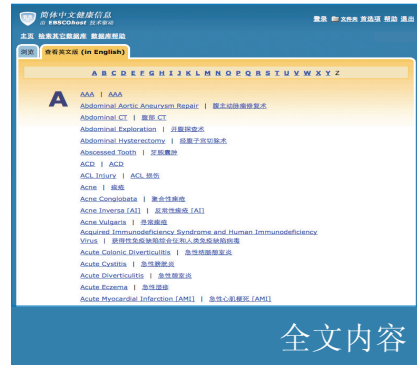 简体中文健康信息
由 EBSCOhost 技术驱动
登录 文件夹 首选项 帮助 退出
主页 检索其它数据库 数据库帮助
浏览 查看英文版 (in English)
A B C D E F G H I J K L M N O P Q R S T U V W X Y Z
A
AAA | AAA
Abdominal Aortic Aneurysm Repair | 腹主动脉瘤修复术
Abdominal CT | 腹部 CT
Abdominal Exploration | 开腹探查术
Abdominal Hysterectomy | 经腹子宫切除术
Abscessed Tooth | 牙脓肿
ACD | ACD
ACL Injury | ACL 损伤
Acne | 痤疮
Acne Conglobata | 聚合性痤疮
Acne Inversa [AI] | 反常性痤疮 [AI]
Acne Vulgaris | 寻常痤疮
Acquired Immunodeficiency Syndrome and Human Immunodeficiency
Virus | 获得性免疫缺陷综合征和人类免疫缺陷病毒
Acute Colonic Diverticulitis | 急性结肠憩室炎
Acute Cystitis | 急性膀胱炎
Acute Diverticulitis | 急性憩室炎
Acute Eczema | 急性湿疹
Acute Myocardial Infarction [AMI] | 急性心肌梗死 [AMI]
全文内容